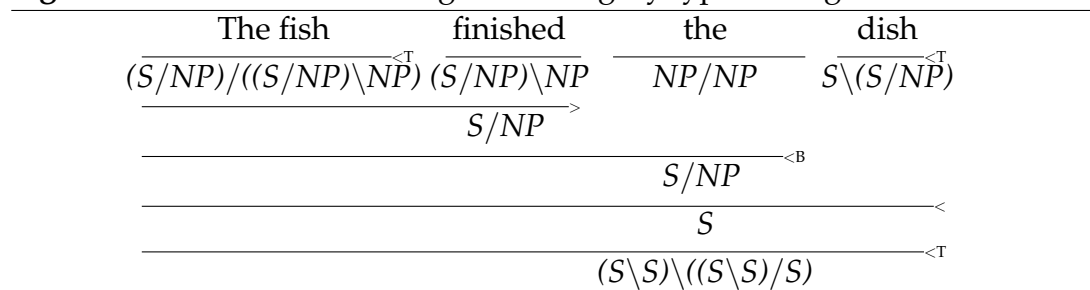 The fish finished the dish
<T <T
(S/NP)/((S/NP)\NP) (S/NP)\NP NP/NP S\(S/NP)
>
S/NP
<B
S/NP
<
S
<T
(S\S)\((S\S)/S)